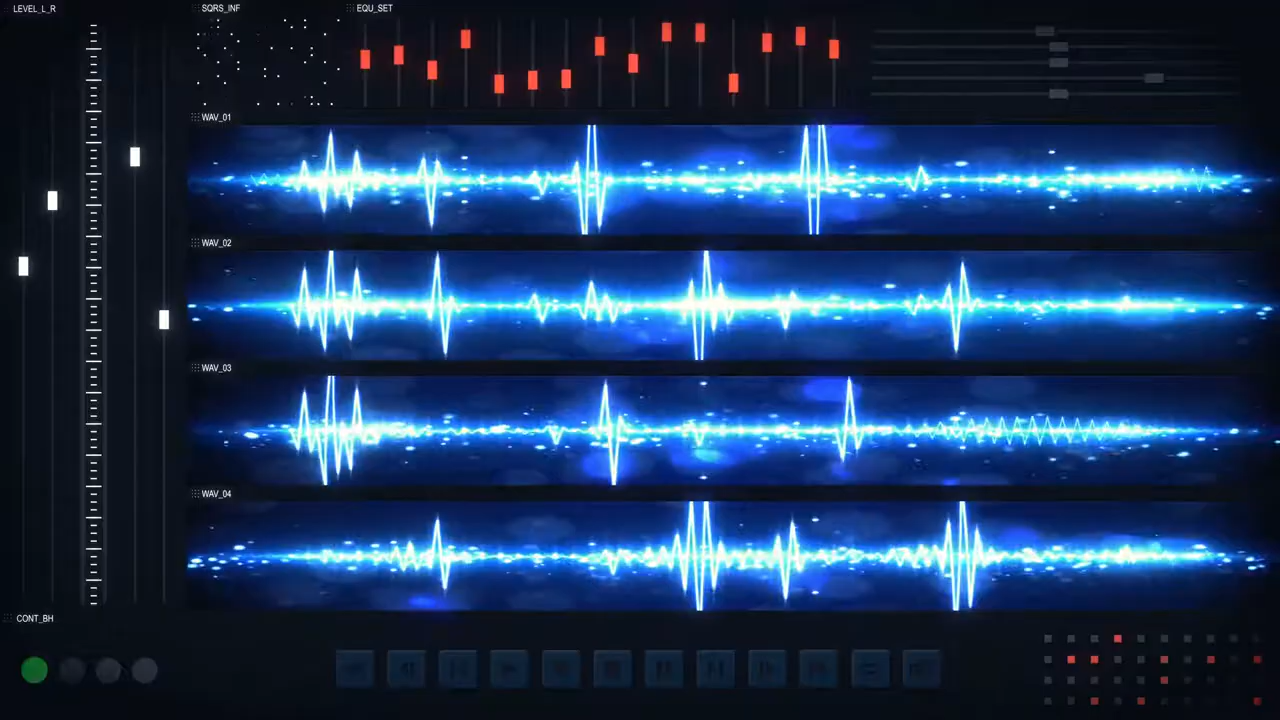 LEVEL_L_R
SQRS_INF
EQU_SET
WAV_01
WAV_02
WAV_03
WAV_04
CONT_BH